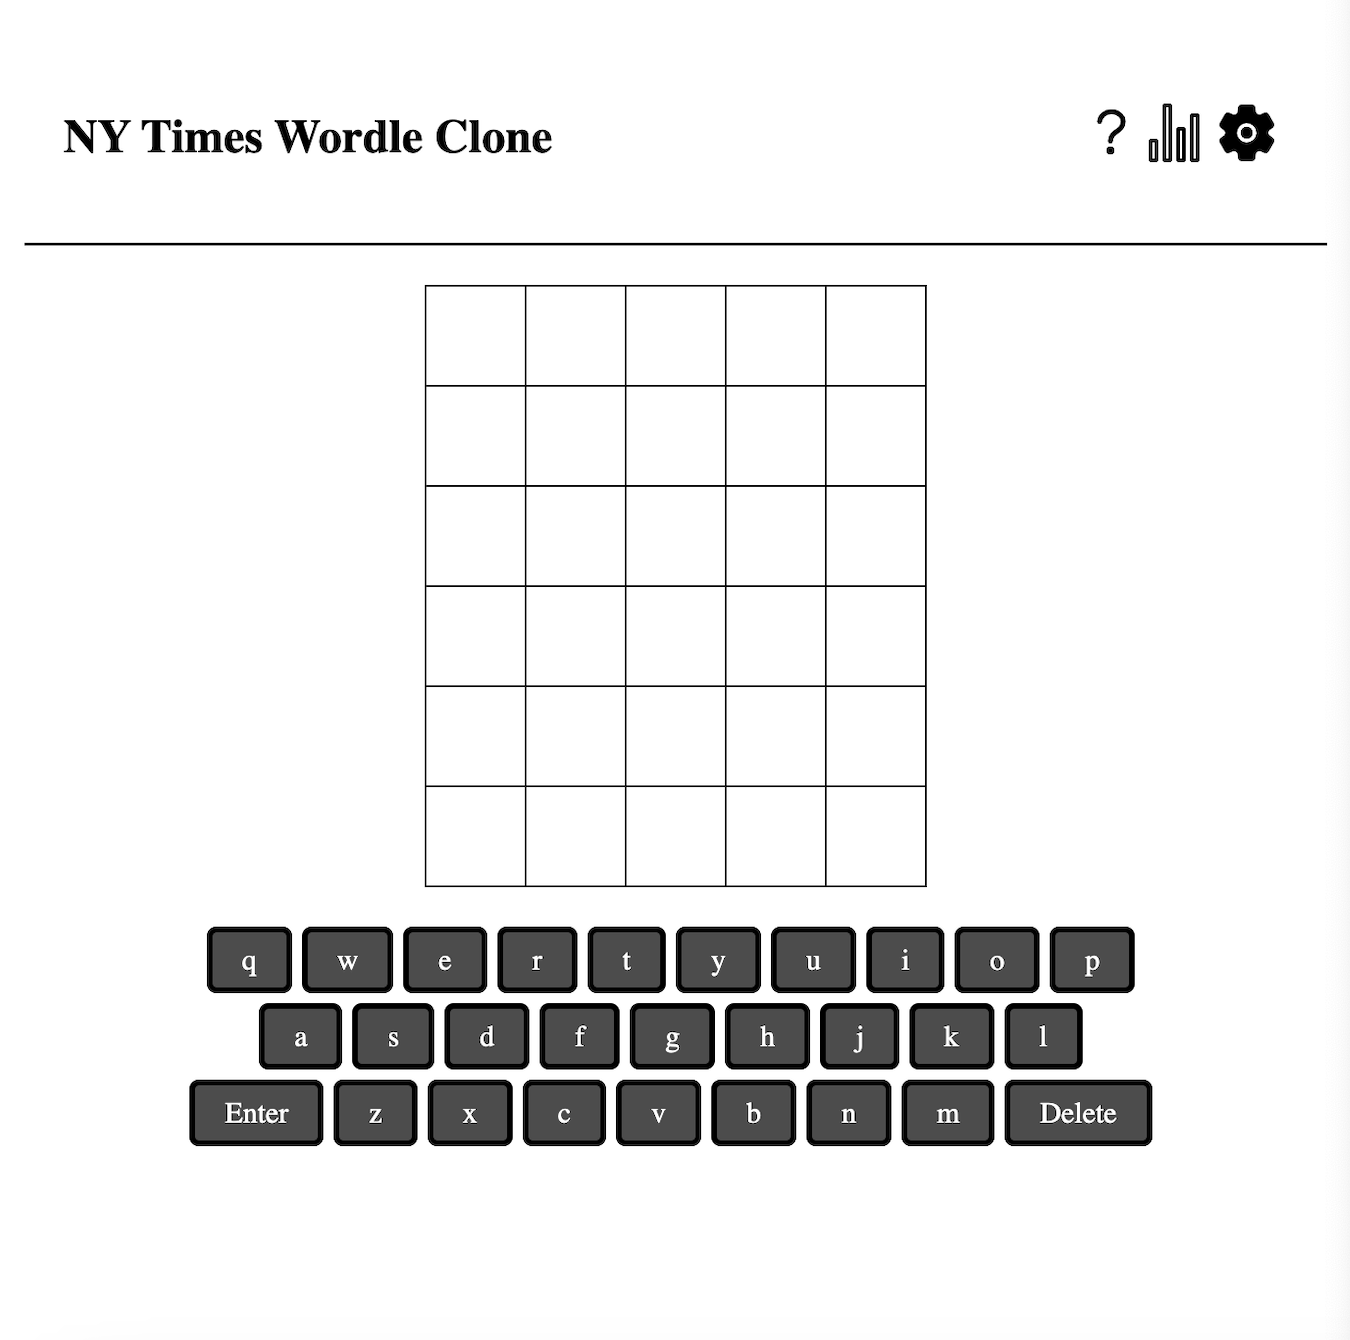 NY Times Wordle Clone ?
q w e r t y u i o p
a s d f g h j k l
Enter z x c v b n m Delete